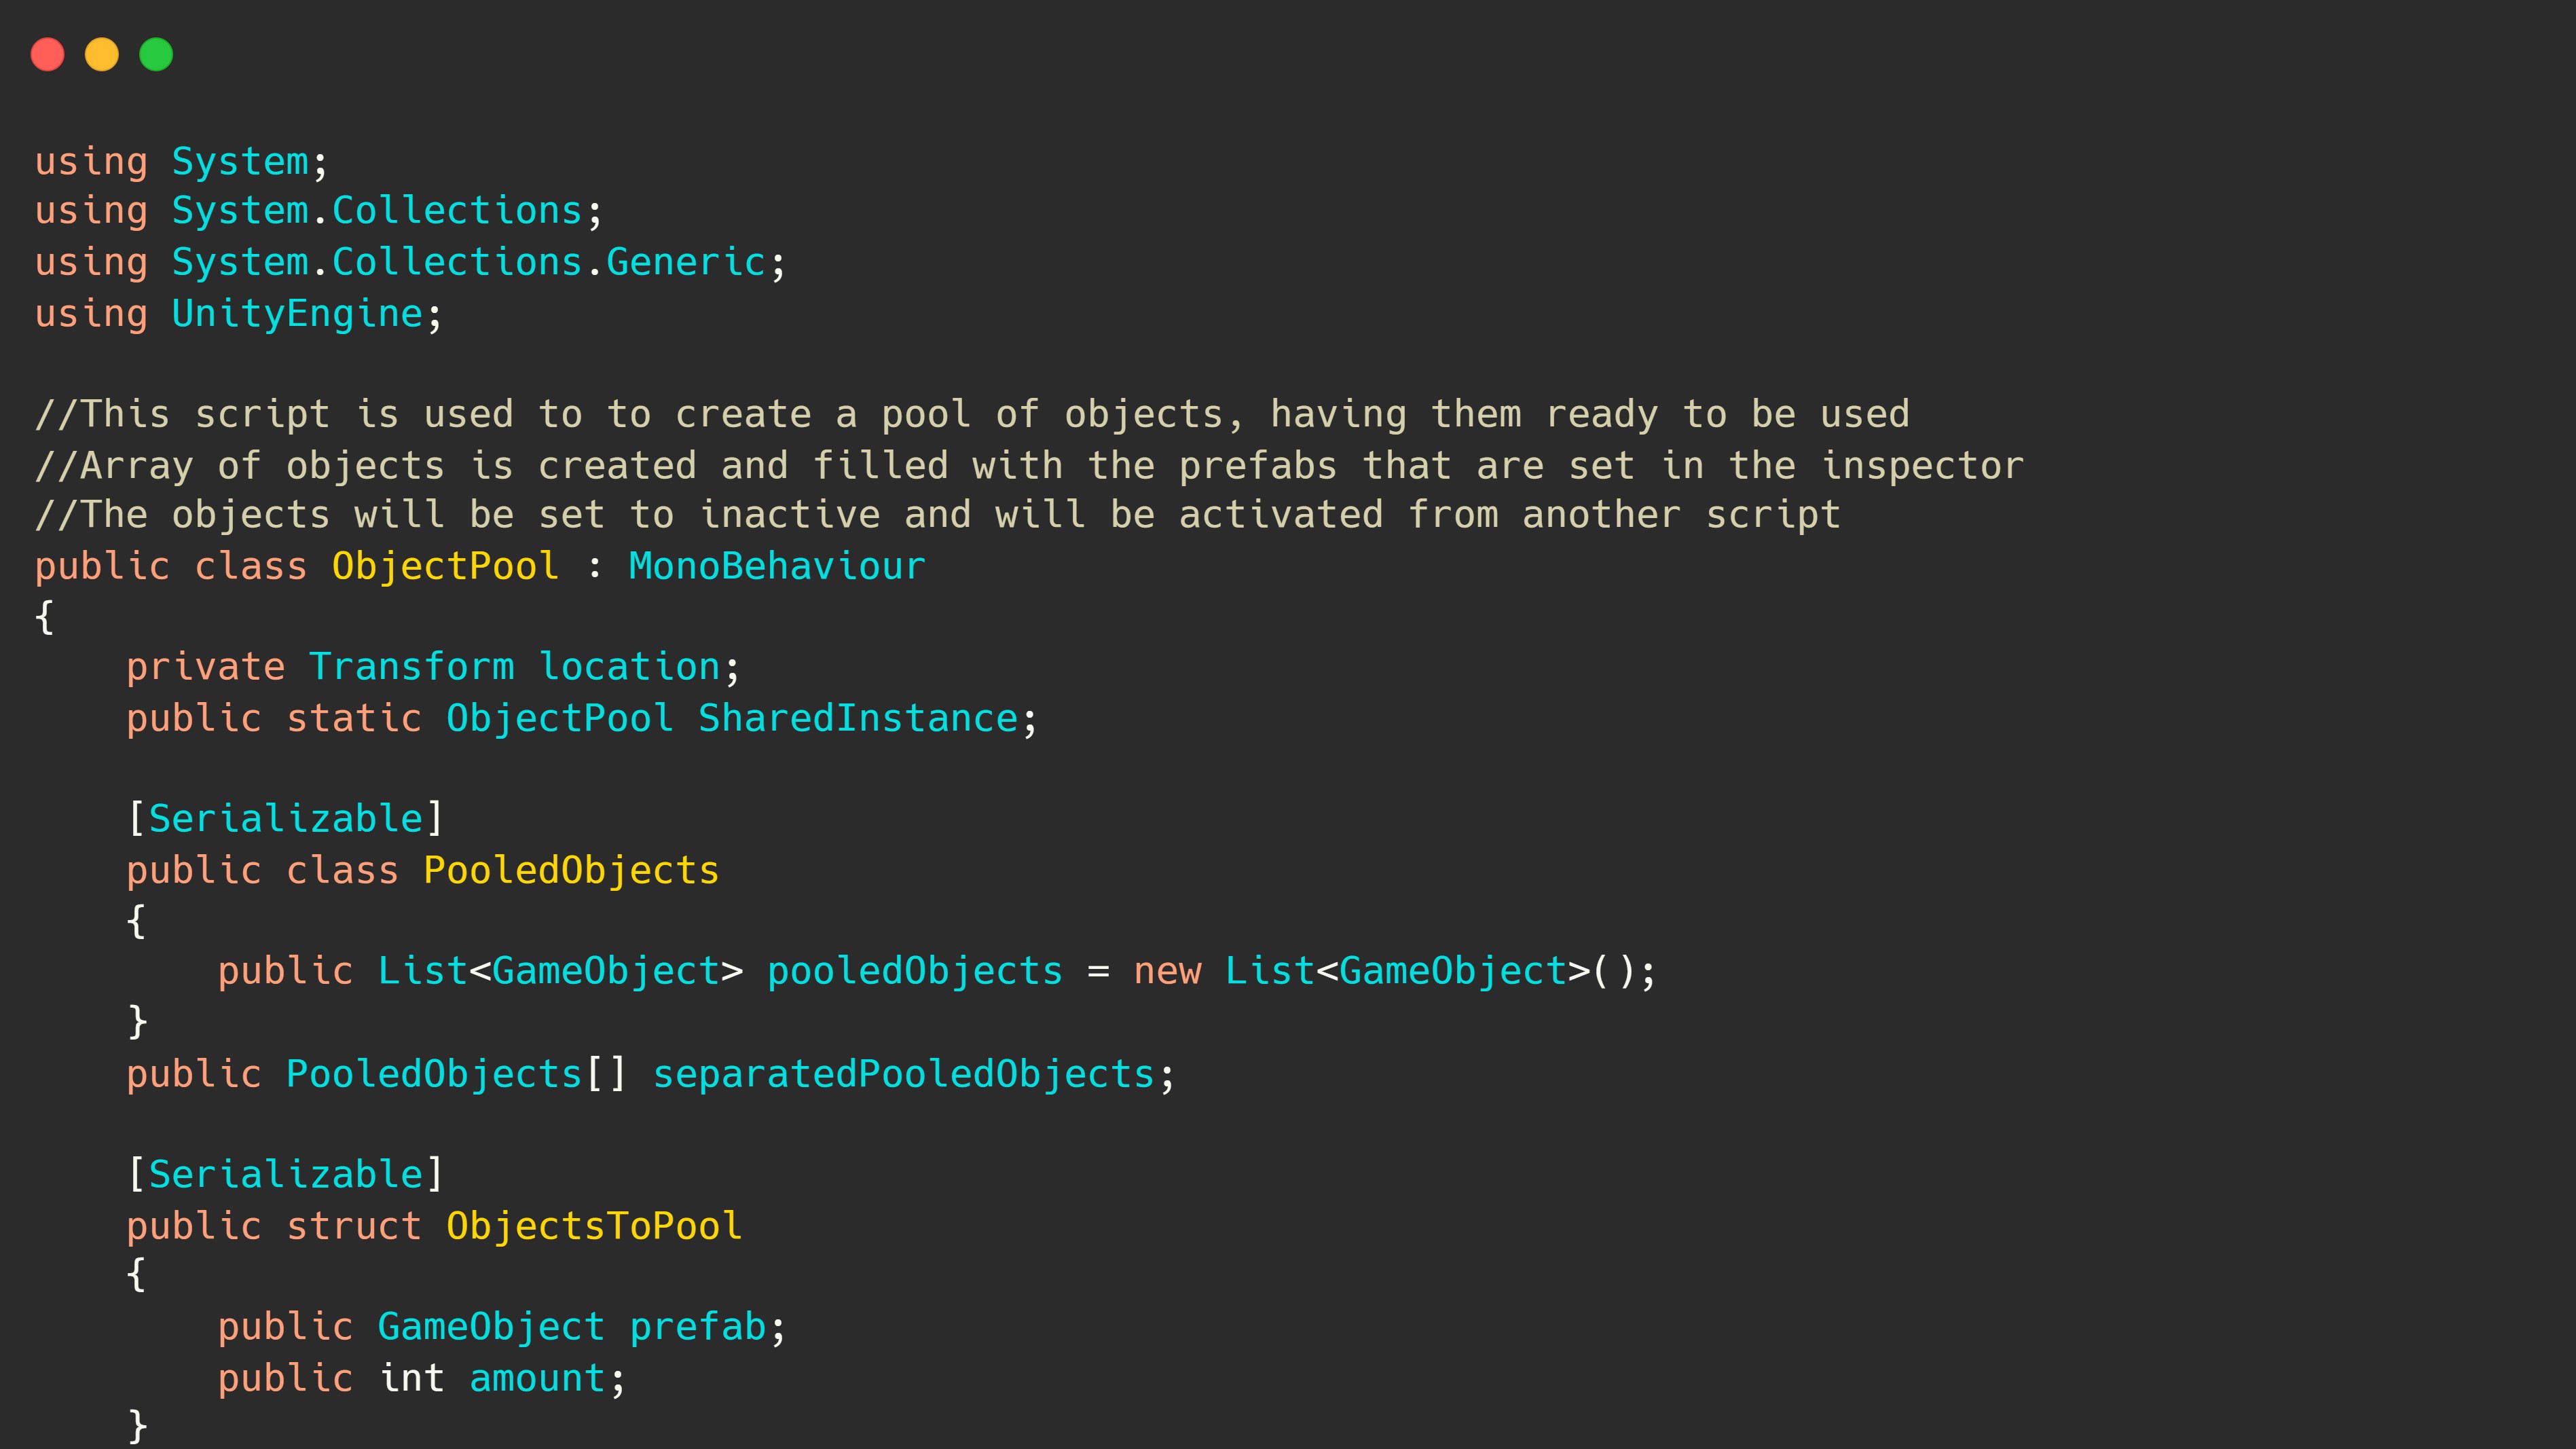 using System;
using System.Collections;
using System.Collections.Generic;
using UnityEngine;

//This script is used to to create a pool of objects, having them ready to be used
//Array of objects is created and filled with the prefabs that are set in the inspector
//The objects will be set to inactive and will be activated from another script
public class ObjectPool : MonoBehaviour
{
    private Transform location;
    public static ObjectPool SharedInstance;

    [Serializable]
    public class PooledObjects
    {
        public List<GameObject> pooledObjects = new List<GameObject>();
    }
    public PooledObjects[] separatedPooledObjects;

    [Serializable]
    public struct ObjectsToPool
    {
        public GameObject prefab;
        public int amount;
    }